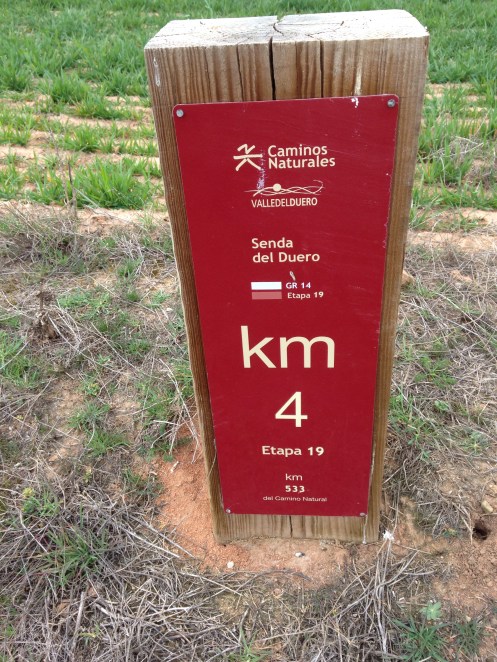 Caminos
Naturales
VALLEDELDUERO
Senda
del Duero
GR 14
Etapa 19
km
4
Etapa 19
km
533
del Camino Natural